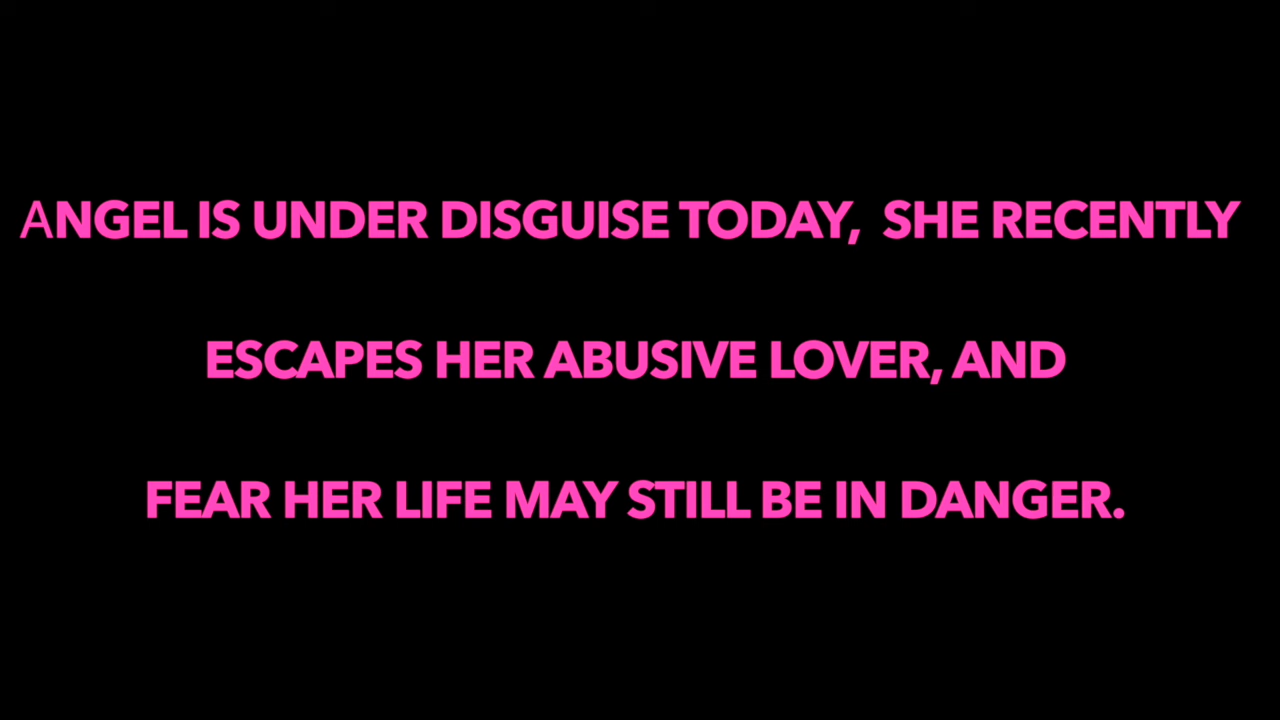 ANGEL IS UNDER DISGUISE TODAY,  SHE RECENTLY
ESCAPES HER ABUSIVE LOVER, AND
FEAR HER LIFE MAY STILL BE IN DANGER.